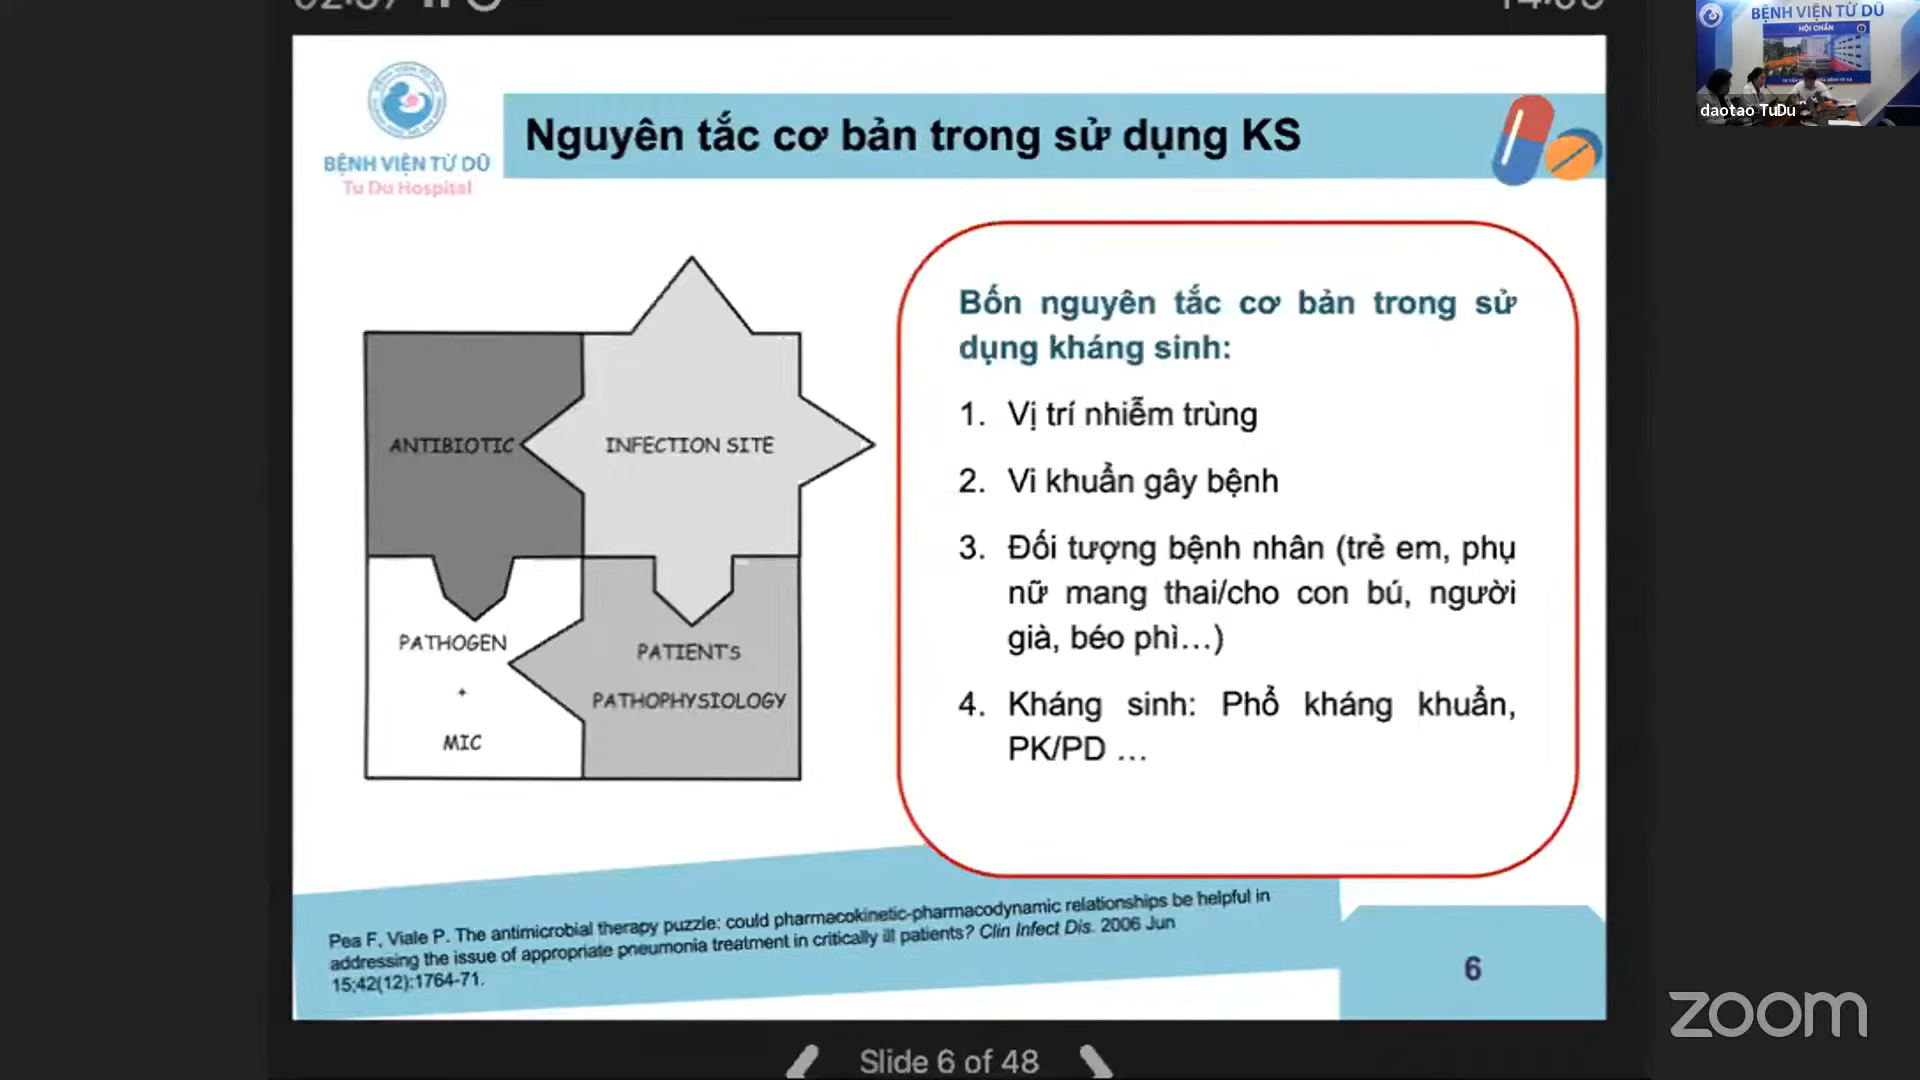 BỆNH VIỆN TỪ DŨ
HỘI CHẨN
daotao TuDu
BỆNH VIỆN TỪ DŨ
Tu Du Hospital
Nguyên tắc cơ bản trong sử dụng KS
ANTIBIOTIC
INFECTION SITE
PATHOGEN
+
MIC
PATIENT'S
PATHOPHYSIOLOGY
Bốn nguyên tắc cơ bản trong sử
dụng kháng sinh:
1. Vị trí nhiễm trùng
2. Vi khuẩn gây bệnh
3. Đối tượng bệnh nhân (trẻ em, phụ
nữ mang thai/cho con bú, người
già, béo phì...)
4. Kháng sinh: Phổ kháng khuẩn,
PK/PD ...
Pea F, Viale P. The antimicrobial therapy puzzle: could pharmacokinetic-pharmacodynamic relationships be helpful in
addressing the issue of appropriate pneumonia treatment in critically ill patients? Clin Infect Dis. 2006 Jun
15;42(12):1764-71.
6
zoom
Slide 6 of 48